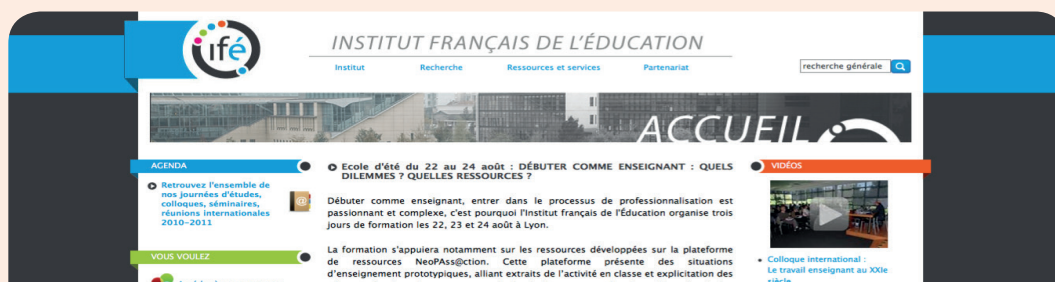 ifé
INSTITUT FRANÇAIS DE L'ÉDUCATION
Institut Recherche Ressources et services Partenariat
recherche générale
ACCUEIL
AGENDA
Retrouvez l'ensemble de
nos journées d'études,
colloques, séminaires,
réunions internationales
2010-2011
VOUS VOULEZ
Ecole d'été du 22 au 24 août : DÉBUTER COMME ENSEIGNANT : QUELS
DILEMMES ? QUELLES RESSOURCES ?
Débuter comme enseignant, entrer dans le processus de professionnalisation est
passionnant et complexe, c'est pourquoi l'Institut français de l'Éducation organise trois
jours de formation les 22, 23 et 24 août à Lyon.
La formation s'appuiera notamment sur les ressources développées sur la plateforme
de ressources NeoPAss@ction. Cette plateforme présente des situations
d'enseignement prototypiques, alliant extraits de l'activité en classe et explicitation des
VIDÉOS
Colloque international :
Le travail enseignant au XXIe
siècle